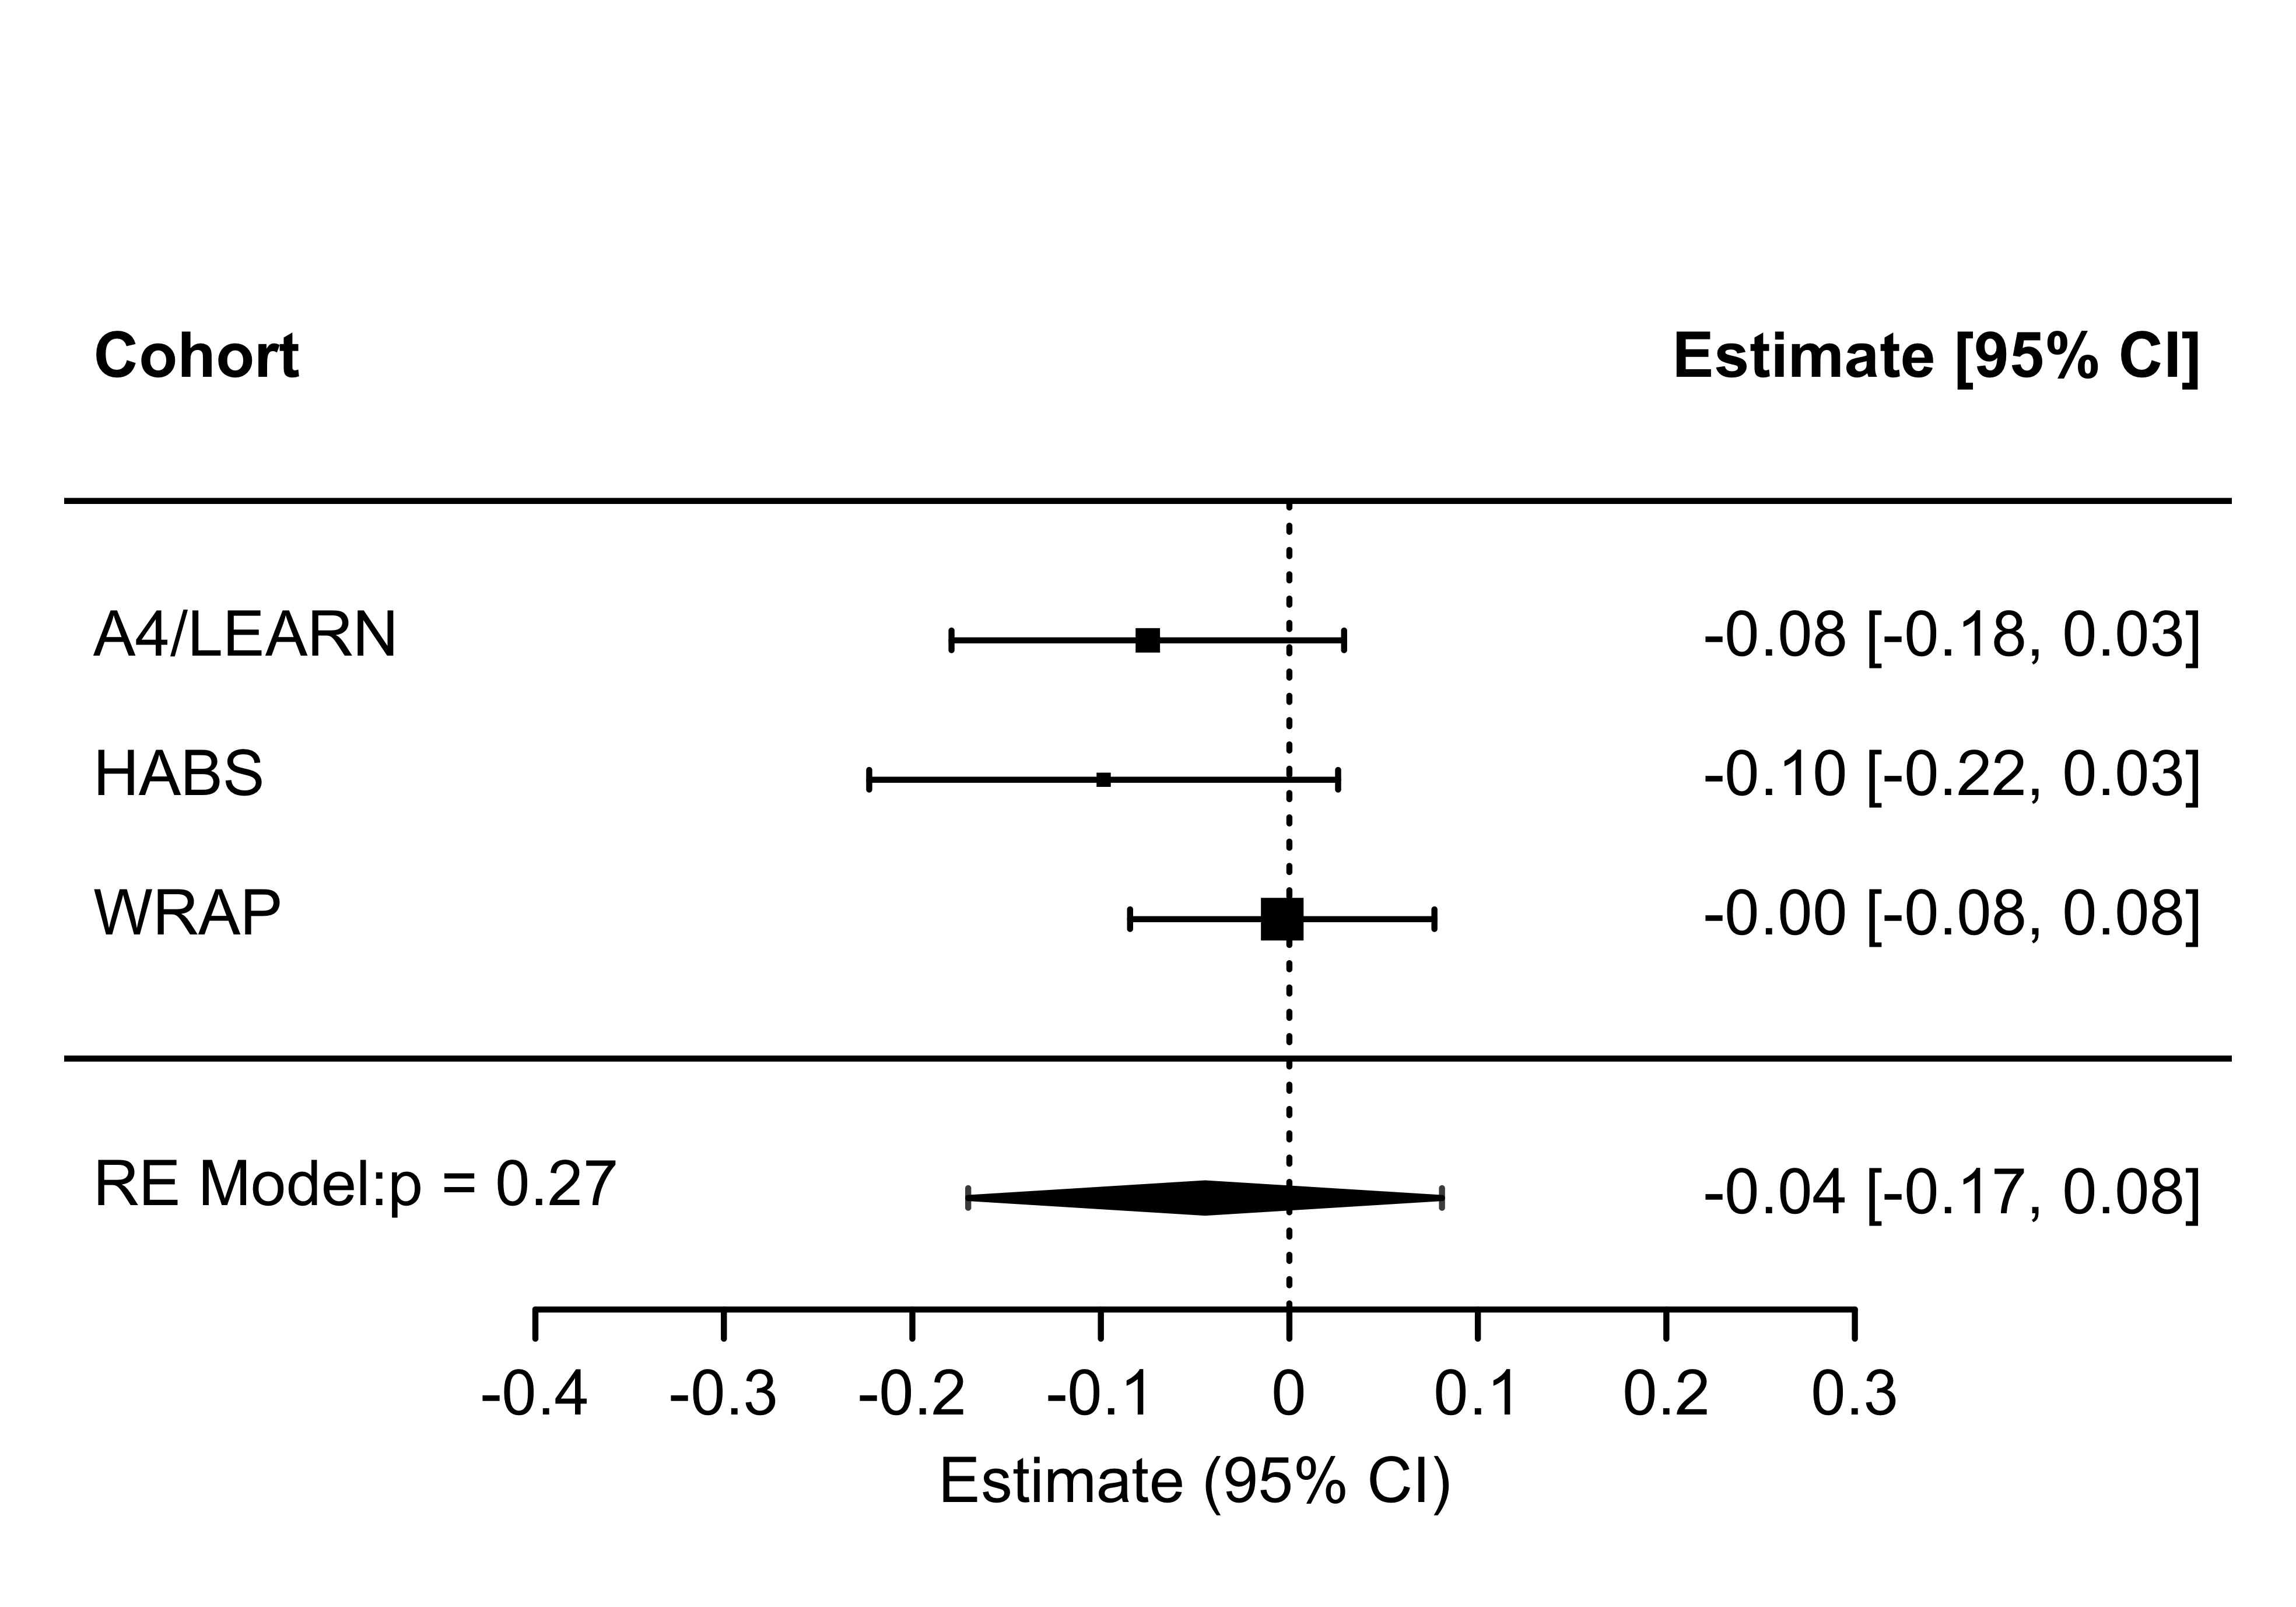 Cohort Estimate [95% CI]
A4/LEARN -0.08 [-0.18, 0.03]
HABS -0.10 [-0.22, 0.03]
WRAP -0.00 [-0.08, 0.08]
RE Model:p = 0.27 -0.04 [-0.17, 0.08]
-0.4 -0.3 -0.2 -0.1 0 0.1 0.2 0.3
Estimate (95% CI)